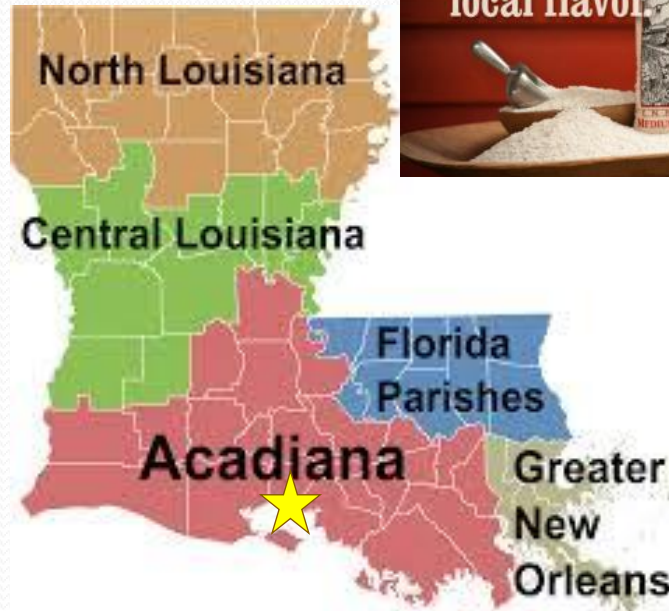 local flavor.
North Louisiana
Central Louisiana
Florida
Parishes
Acadiana
Greater
New
Orleans